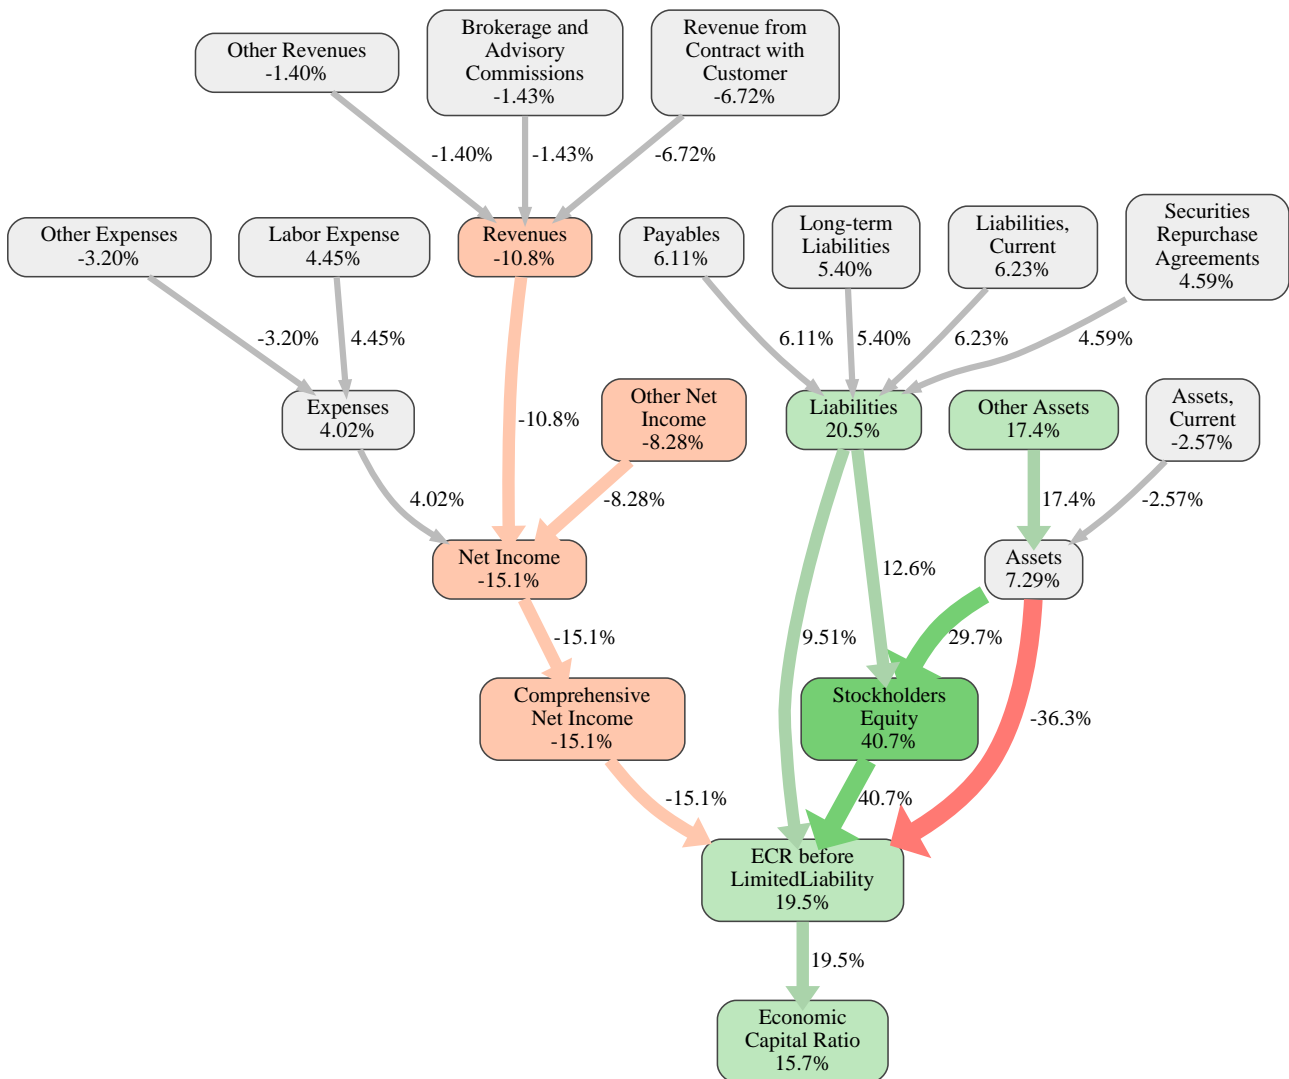 Other Revenues
-1.40%
Brokerage and
Advisory
Commissions
-1.43%
Revenue from
Contract with
Customer
-6.72%
-1.40%
-1.43%
-6.72%
Other Expenses
-3.20%
Labor Expense
4.45%
Revenues
-10.8%
Payables
6.11%
Long-term
Liabilities
5.40%
Liabilities,
Current
6.23%
Securities
Repurchase
Agreements
4.59%
-3.20%
4.45%
6.11%
5.40%
6.23%
4.59%
Expenses
4.02%
-10.8%
Other Net
Income
-8.28%
Liabilities
20.5%
Other Assets
17.4%
Assets,
Current
-2.57%
4.02%
-8.28%
17.4%
-2.57%
Net Income
-15.1%
12.6%
Assets
7.29%
-15.1%
9.51%
29.7%
Comprehensive
Net Income
-15.1%
Stockholders
Equity
40.7%
-36.3%
-15.1%
40.7%
ECR before
LimitedLiability
19.5%
19.5%
Economic
Capital Ratio
15.7%